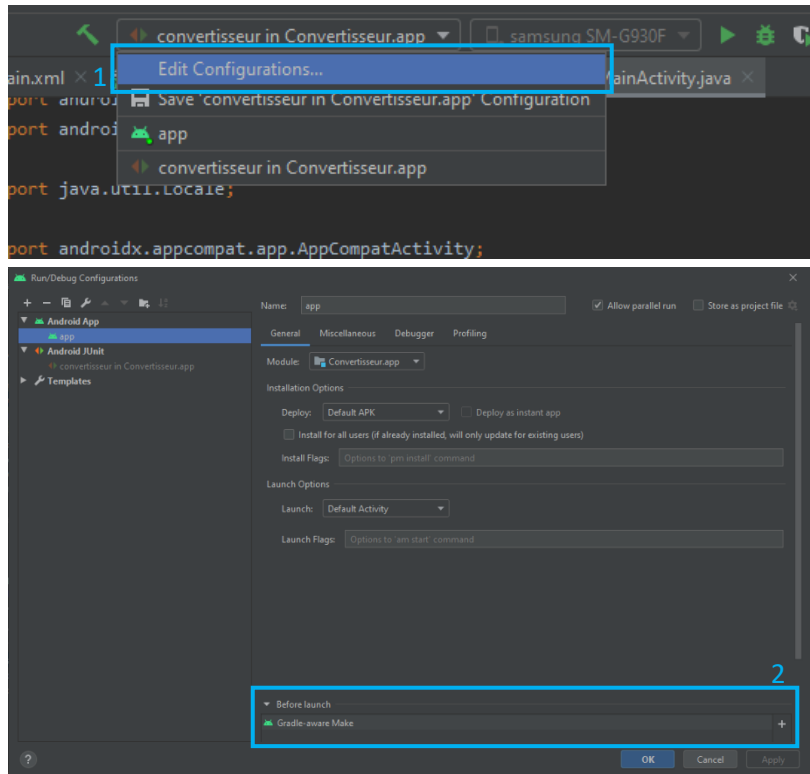 convertisseur in Convertisseur.app
samsung SM-G930F
ain.xml
1
Edit Configurations...
MainActivity.java
port androi
Save 'convertisseur in Convertisseur.app' Configuration
port androi
app
convertisseur in Convertisseur.app
port java.util.Locale;
port androidx.appcompat.app.AppCompatActivity;
Run/Debug Configurations
Name: app
Allow parallel run
Store as project file
Android App
app
Android JUnit
convertisseur in Convertisseur.app
Templates
General Miscellaneous Debugger Profiling
Module: Convertisseur.app
Installation Options
Deploy: Default APK
Deploy as instant app
Install for all users (if already installed, will only update for existing users)
Install Flags: Options to 'pm install' command
Launch Options
Launch: Default Activity
Launch Flags: Options to 'am start' command
2
Before launch
Gradle-aware Make
?
OK Cancel Apply